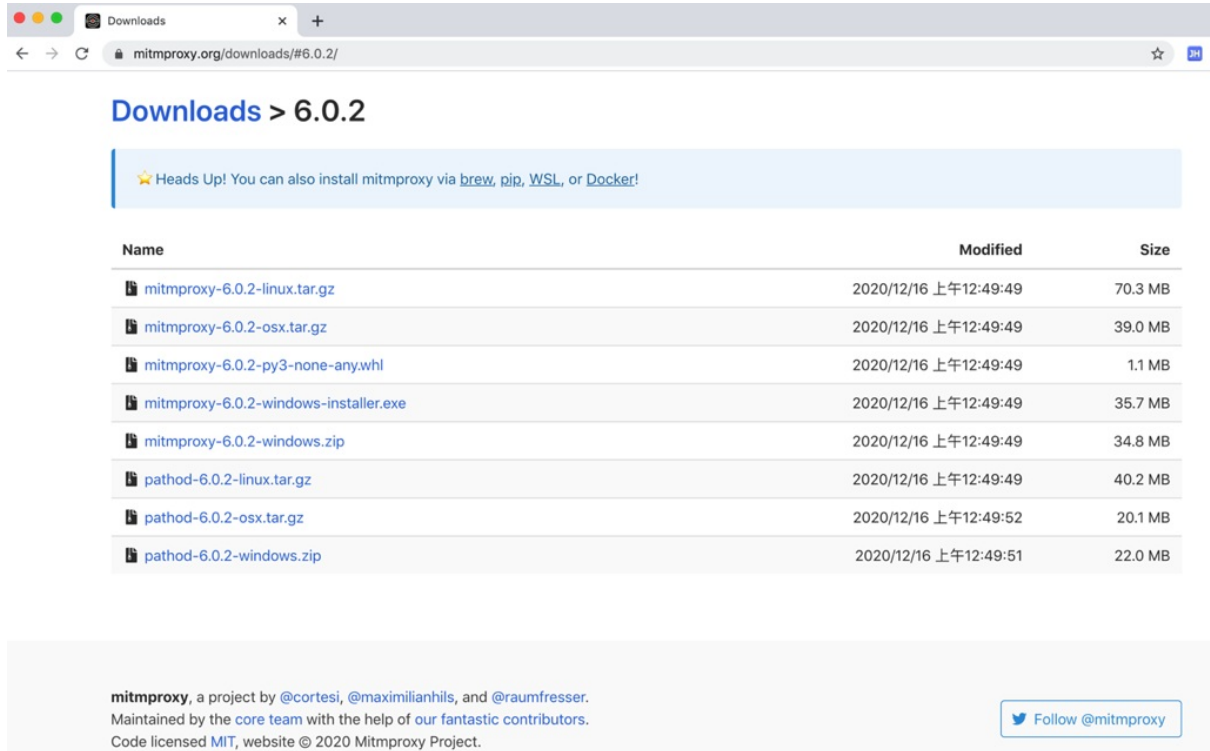 Downloads
mitmproxy.org/downloads/#6.0.2/
JH
Downloads > 6.0.2
⭐ Heads Up! You can also install mitmproxy via brew, pip, WSL, or Docker!
Name Modified Size
mitmproxy-6.0.2-linux.tar.gz 2020/12/16 上午12:49:49 70.3 MB
mitmproxy-6.0.2-osx.tar.gz 2020/12/16 上午12:49:49 39.0 MB
mitmproxy-6.0.2-py3-none-any.whl 2020/12/16 上午12:49:49 1.1 MB
mitmproxy-6.0.2-windows-installer.exe 2020/12/16 上午12:49:49 35.7 MB
mitmproxy-6.0.2-windows.zip 2020/12/16 上午12:49:49 34.8 MB
pathod-6.0.2-linux.tar.gz 2020/12/16 上午12:49:49 40.2 MB
pathod-6.0.2-osx.tar.gz 2020/12/16 上午12:49:52 20.1 MB
pathod-6.0.2-windows.zip 2020/12/16 上午12:49:51 22.0 MB
mitmproxy, a project by @cortesi, @maximilianhils, and @raumfresser.
Maintained by the core team with the help of our fantastic contributors.
Code licensed MIT, website © 2020 Mitmproxy Project.
Follow @mitmproxy